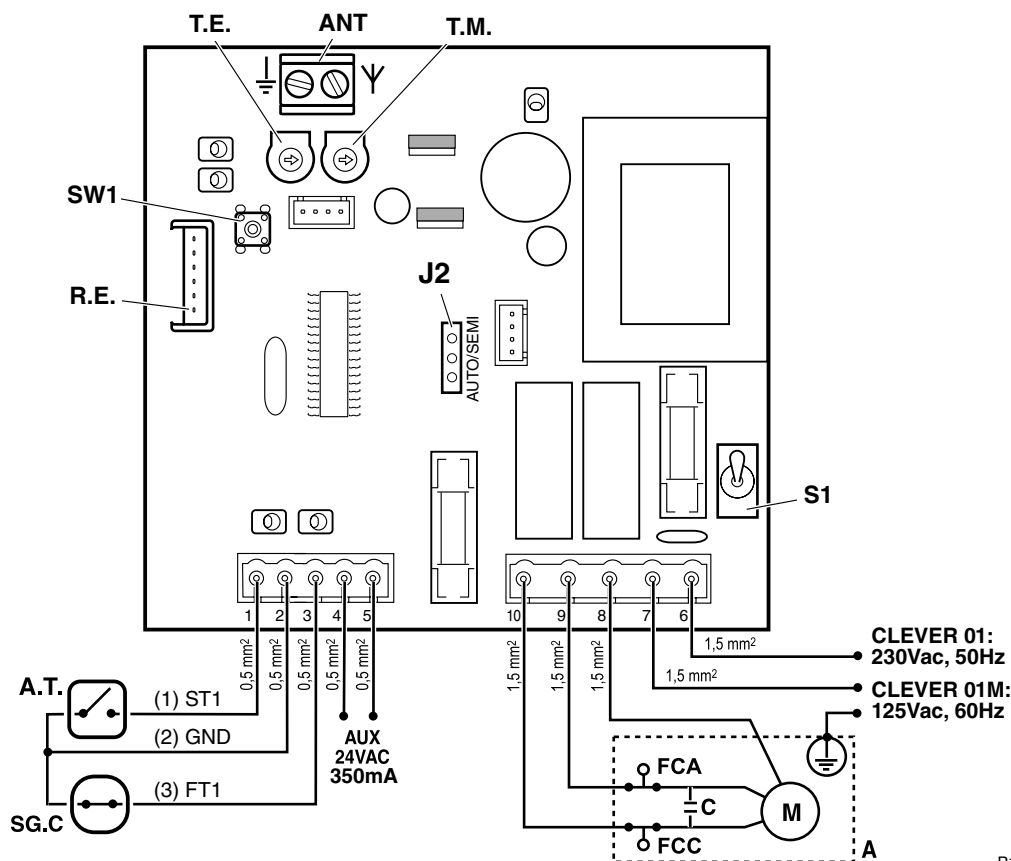 T.E.
ANT
T.M.
SW1
R.E.
J2
AUTO/SEMI
S1
1 2 3 4 5
10 9 8 7 6
0,5 mm²
0,5 mm²
0,5 mm²
0,5 mm²
0,5 mm²
1,5 mm²
1,5 mm²
1,5 mm²
1,5 mm²
1,5 mm²
CLEVER 01:
230Vac, 50Hz
CLEVER 01M:
125Vac, 60Hz
A.T.
(1) ST1
(2) GND
(3) FT1
SG.C
AUX
24VAC
350mA
FCA
C
M
FCC
A